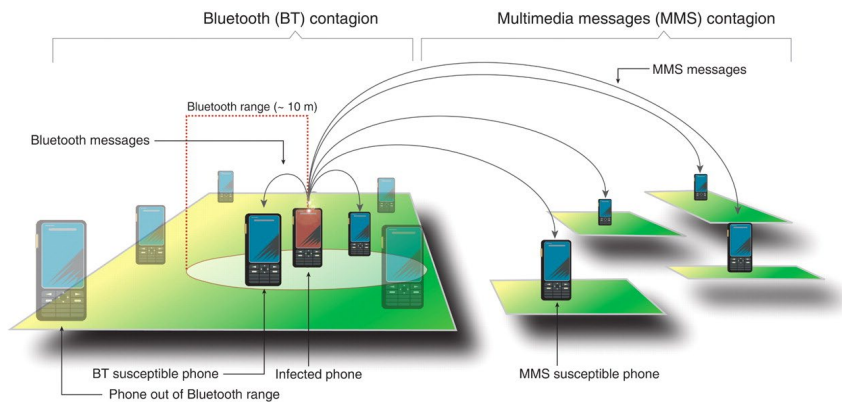 Bluetooth (BT) contagion
Multimedia messages (MMS) contagion
MMS messages
Bluetooth range (~ 10 m)
Bluetooth messages
BT susceptible phone
Infected phone
MMS susceptible phone
Phone out of Bluetooth range